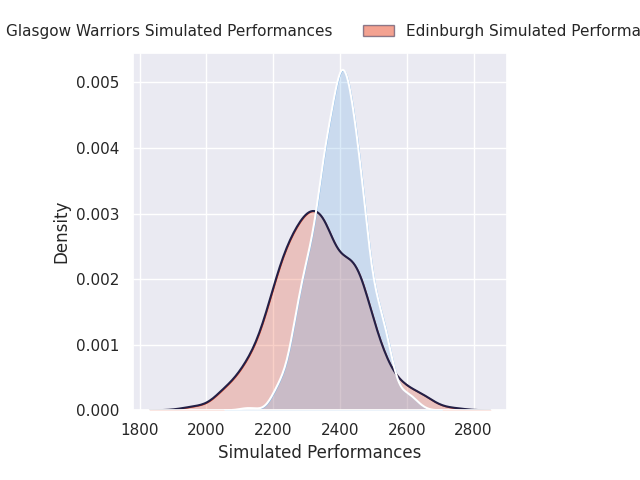 Glasgow Warriors Simulated Performances Edinburgh Simulated Performa
0.005
0.004
0.003
0.002
0.001
0.000
Density
1800 2000 2200 2400 2600 2800
Simulated Performances